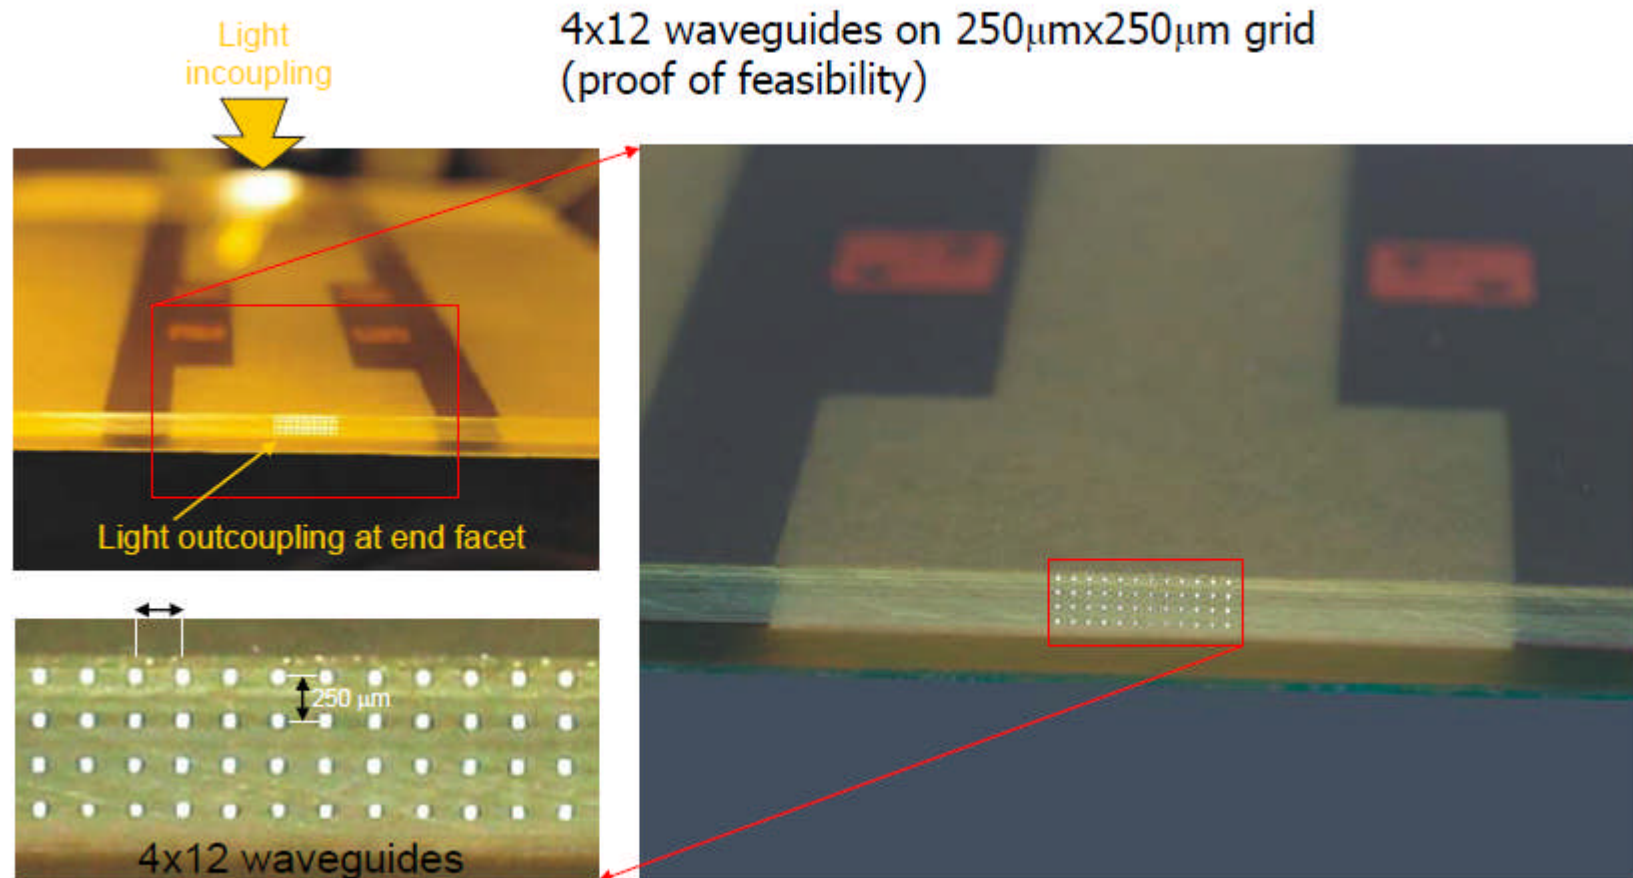 Light
incoupling
4x12 waveguides on 250μmx250μm grid
(proof of feasibility)
Light outcoupling at end facet
250 μm
4x12 waveguides